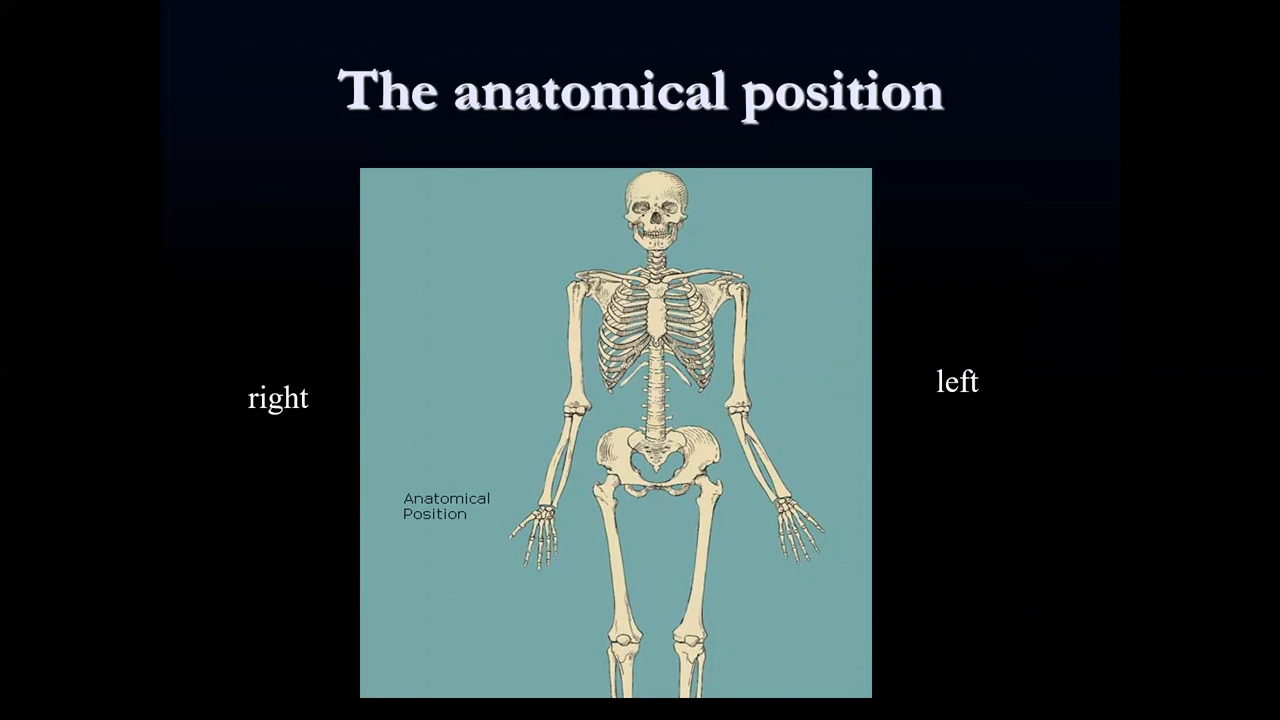 The anatomical position
right
left
Anatomical
Position